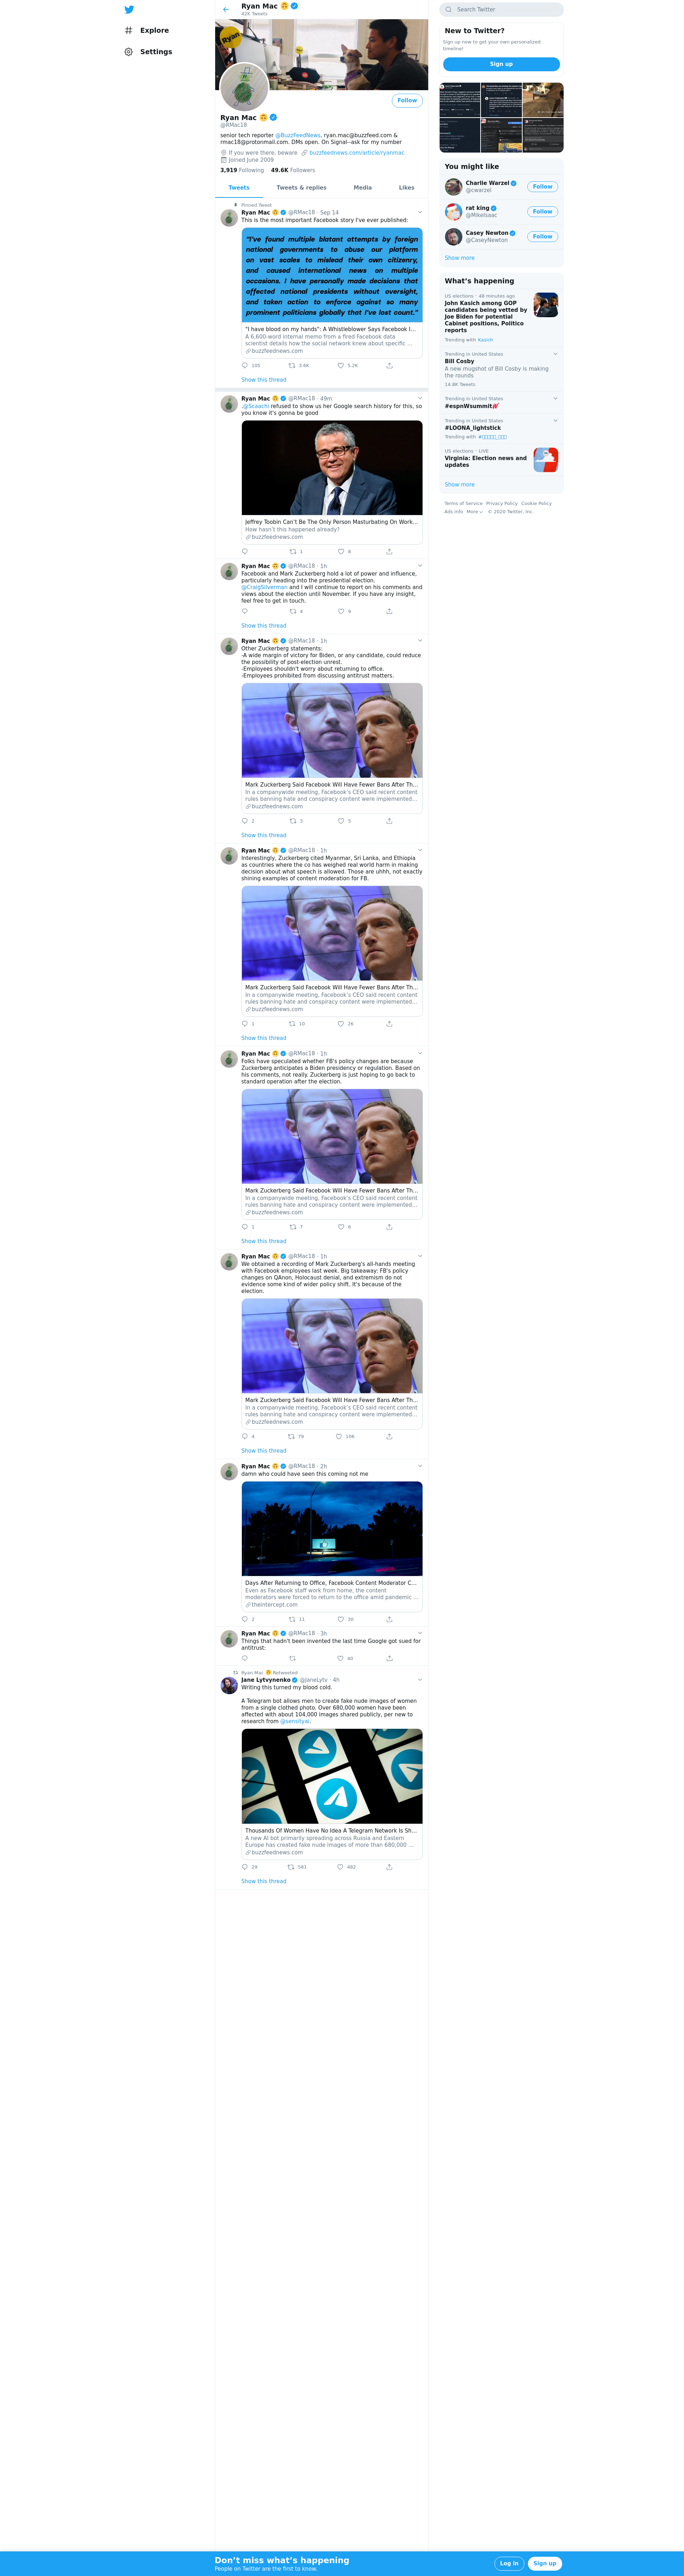 Explore
Settings
Ryan Mac 🙃
42K Tweets
Ryan
Follow
Ryan Mac 🙃
@RMac18
senior tech reporter @BuzzFeedNews. ryan.mac@buzzfeed.com &
rmac18@protonmail.com. DMs open. On Signal--ask for my number
If you were there, beware buzzfeednews.com/article/ryanmac
Joined June 2009
3,919 Following 49.6K Followers
Tweets Tweets & replies Media Likes
Pinned Tweet
Ryan Mac 🙃 @RMac18 · Sep 14
This is the most important Facebook story I've ever published:
"I've found multiple blatant attempts by foreign
national governments to abuse our platform
on vast scales to mislead their own citizenry,
and caused international news on multiple
occasions. I have personally made decisions that
affected national presidents without oversight,
and taken action to enforce against so many
prominent politicians globally that I've lost count."
"I have blood on my hands": A Whistleblower Says Facebook I...
A 6,600-word internal memo from a fired Facebook data
scientist details how the social network knew about specific ...
buzzfeednews.com
105 3.6K 5.2K
Show this thread
Ryan Mac 🙃 @RMac18 · 49m
.@Scaachi refused to show us her Google search history for this, so
you know it's gonna be good
Jeffrey Toobin Can't Be The Only Person Masturbating On Work...
How hasn't this happened already?
buzzfeednews.com
1 8
Ryan Mac 🙃 @RMac18 · 1h
Facebook and Mark Zuckerberg hold a lot of power and influence,
particularly heading into the presidential election.
@CraigSilverman and I will continue to report on his comments and
views about the election until November. If you have any insight,
feel free to get in touch.
4 9
Show this thread
Ryan Mac 🙃 @RMac18 · 1h
Other Zuckerberg statements:
-A wide margin of victory for Biden, or any candidate, could reduce
the possibility of post-election unrest.
-Employees shouldn't worry about returning to office.
-Employees prohibited from discussing antitrust matters.
Mark Zuckerberg Said Facebook Will Have Fewer Bans After Th...
In a companywide meeting, Facebook's CEO said recent content
rules banning hate and conspiracy content were implemented...
buzzfeednews.com
2 3 5
Show this thread
Ryan Mac 🙃 @RMac18 · 1h
Interestingly, Zuckerberg cited Myanmar, Sri Lanka, and Ethiopia
as countries where the co has weighed real world harm in making
decision about what speech is allowed. Those are uhhh, not exactly
shining examples of content moderation for FB.
Mark Zuckerberg Said Facebook Will Have Fewer Bans After Th...
In a companywide meeting, Facebook's CEO said recent content
rules banning hate and conspiracy content were implemented...
buzzfeednews.com
1 10 26
Show this thread
Ryan Mac 🙃 @RMac18 · 1h
Folks have speculated whether FB's policy changes are because
Zuckerberg anticipates a Biden presidency or regulation. Based on
his comments, not really. Zuckerberg is just hoping to go back to
standard operation after the election.
Mark Zuckerberg Said Facebook Will Have Fewer Bans After Th...
In a companywide meeting, Facebook's CEO said recent content
rules banning hate and conspiracy content were implemented...
buzzfeednews.com
1 7 6
Show this thread
Ryan Mac 🙃 @RMac18 · 1h
We obtained a recording of Mark Zuckerberg's all-hands meeting
with Facebook employees last week. Big takeaway: FB's policy
changes on QAnon, Holocaust denial, and extremism do not
evidence some kind of wider policy shift. It's because of the
election.
Mark Zuckerberg Said Facebook Will Have Fewer Bans After Th...
In a companywide meeting, Facebook's CEO said recent content
rules banning hate and conspiracy content were implemented...
buzzfeednews.com
4 79 106
Show this thread
Ryan Mac 🙃 @RMac18 · 2h
damn who could have seen this coming not me
Days After Returning to Office, Facebook Content Moderator C...
Even as Facebook staff work from home, the content
moderators were forced to return to the office amid pandemic ...
theintercept.com
2 11 30
Ryan Mac 🙃 @RMac18 · 3h
Things that hadn't been invented the last time Google got sued for
antitrust:
40
Ryan Mac 🙃 Retweeted
Jane Lytvynenko @JaneLytv · 4h
Writing this turned my blood cold.
A Telegram bot allows men to create fake nude images of women
from a single clothed photo. Over 680,000 women have been
affected with about 104,000 images shared publicly, per new to
research from @sensityai.
Thousands Of Women Have No Idea A Telegram Network Is Sh...
A new AI bot primarily spreading across Russia and Eastern
Europe has created fake nude images of more than 680,000 ...
buzzfeednews.com
29 581 482
Show this thread
Search Twitter
New to Twitter?
Sign up now to get your own personalized
timeline!
Sign up
You might like
Charlie Warzel
@cwarzel
Follow
rat king
@MikeIsaac
Follow
Casey Newton
@CaseyNewton
Follow
Show more
What's happening
US elections · 48 minutes ago
John Kasich among GOP
candidates being vetted by
Joe Biden for potential
Cabinet positions, Politico
reports
Trending with Kasich
Trending in United States
Bill Cosby
A new mugshot of Bill Cosby is making
the rounds
14.8K Tweets
Trending in United States
#espnWsummit
Trending in United States
#LOONA_lightstick
Trending with
US elections · LIVE
Virginia: Election news and
updates
Show more
Terms of Service Privacy Policy Cookie Policy
Ads info More © 2020 Twitter, Inc.
Don't miss what's happening
People on Twitter are the first to know.
Log in Sign up